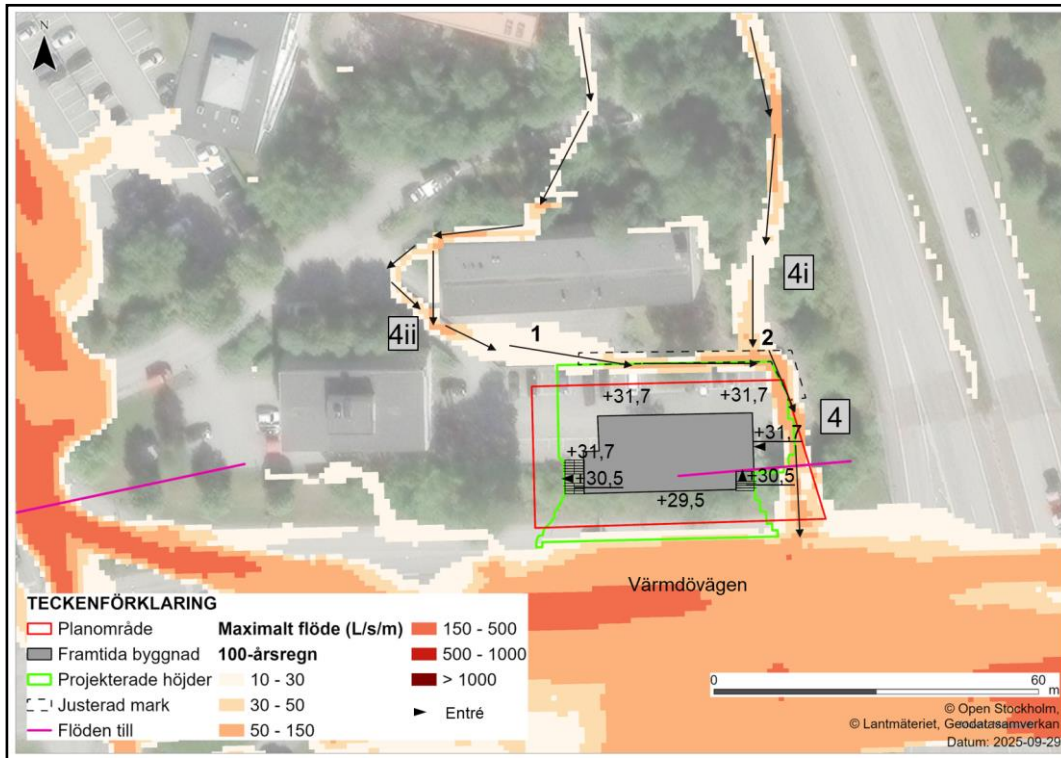 N
4i
4ii
1
2
4
+31,7
+31,7
+31,7
+31,7
+30,5
+30,5
+29,5
Värmdövägen
TECKENFÖRKLARING
Planområde
Framtida byggnad
Projekterade höjder
Justerad mark
Flöden till
Maximalt flöde (L/s/m)
100-årsregn
10 - 30
30 - 50
50 - 150
150 - 500
500 - 1000
> 1000
Entré
0 60
m
© Open Stockholm,
© Lantmäteriet, Geodatasamverkan
Datum: 2025-09-29